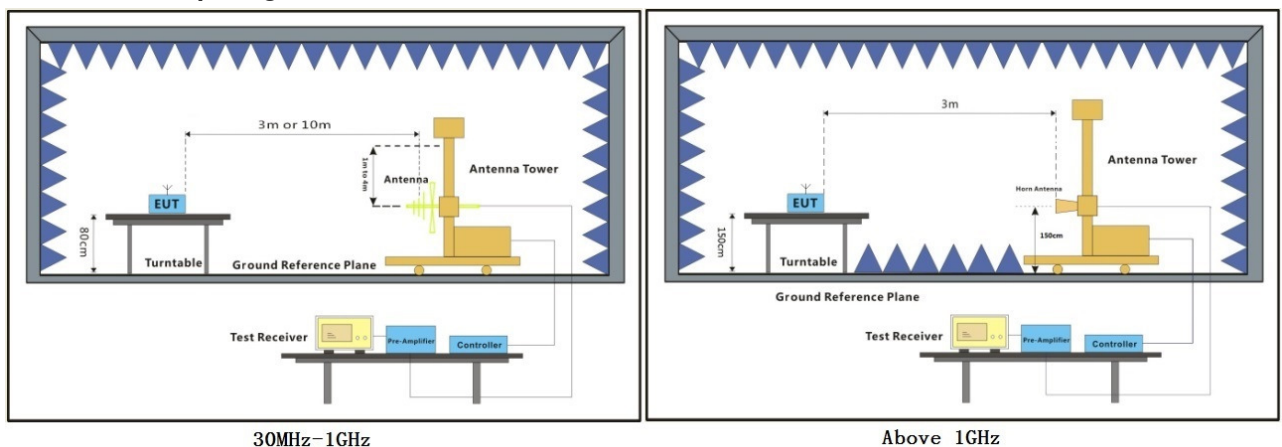 3m or 10m
1m to 4m
Antenna
Antenna Tower
EUT
80cm
Turntable
Ground Reference Plane
Test Receiver
Pre-Amplifier
Controller
30MHz-1GHz
3m
Antenna Tower
Horn Antenna
EUT
150cm
150cm
Turntable
Ground Reference Plane
Test Receiver
Pre-Amplifier
Controller
Above 1GHz